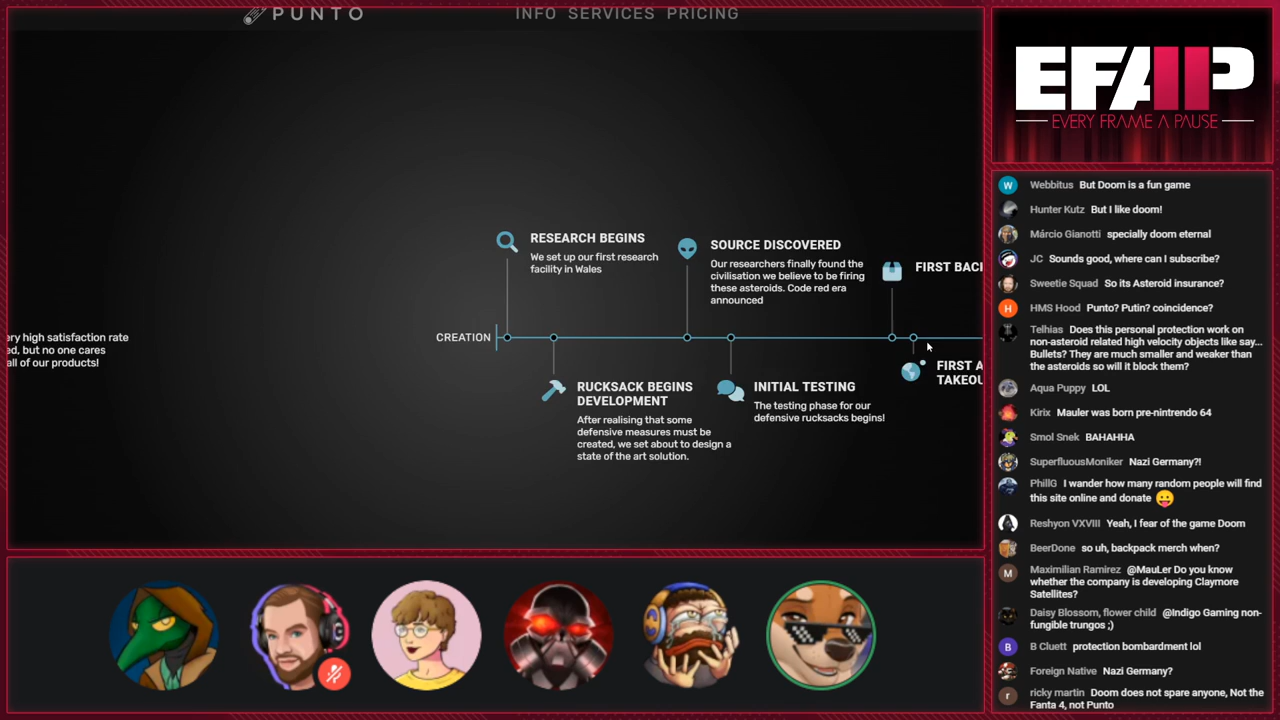 PUNTO
INFO SERVICES PRICING
RESEARCH BEGINS
We set up our first research
facility in Wales
SOURCE DISCOVERED
Our researchers finally found the
civilisation we believe to be firing
these asteroids. Code red era
announced
FIRST BACK
ery high satisfaction rate
ed, but no one cares
all of our products!
CREATION
RUCKSACK BEGINS
DEVELOPMENT
After realising that some
defensive measures must be
created, we set about to design a
state of the art solution.
INITIAL TESTING
The testing phase for our
defensive rucksacks begins!
FIRST A
TAKEOU
EFAP
EVERY FRAME A PAUSE
W Webbitus But Doom is a fun game
Hunter Kutz But I like doom!
Márcio Gianotti specially doom eternal
JC Sounds good, where can I subscribe?
Sweetie Squad So its Asteroid insurance?
H HMS Hood Punto? Putin? coincidence?
Telhias Does this personal protection work on
non-asteroid related high velocity objects like say...
Bullets? They are much smaller and weaker than
the asteroids so will it block them?
Aqua Puppy LOL
Kirix Mauler was born pre-nintrendo 64
Smol Snek BAHAHHA
SuperfluousMoniker Nazi Germany?!
PhillG I wander how many random people will find
this site online and donate 😛
Reshyon VXVIII Yeah, I fear of the game Doom
BeerDone so uh, backpack merch when?
M Maximilian Ramirez @MauLer Do you know
whether the company is developing Claymore
Satellites?
Daisy Blossom, flower child @Indigo Gaming non-
fungible trungos ;)
B B Cluett protection bombardment lol
Foreign Native Nazi Germany?
r ricky martin Doom does not spare anyone, Not the
Fanta 4, not Punto